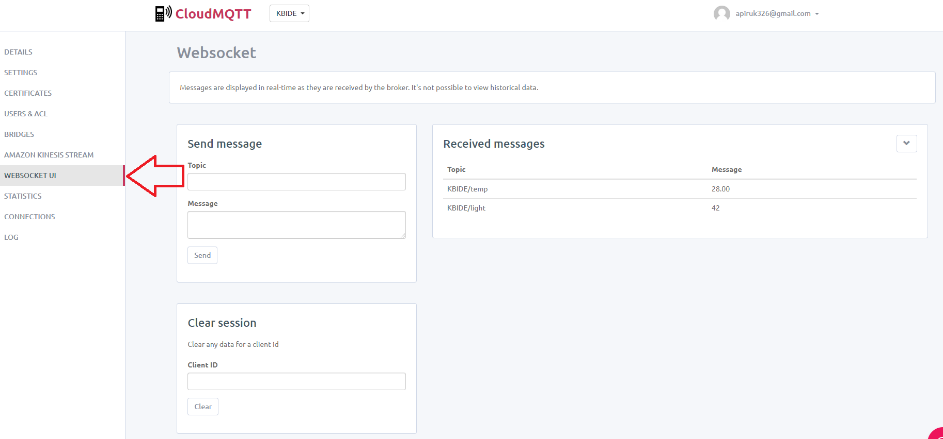 CloudMQTT
KBIDE
apiruk326@gmail.com
DETAILS
SETTINGS
CERTIFICATES
USERS & ACL
BRIDGES
AMAZON KINESIS STREAM
WEBSOCKET UI
STATISTICS
CONNECTIONS
LOG
Websocket
Messages are displayed in real-time as they are received by the broker. It's not possible to view historical data.
Send message
Topic
Message
Send
Received messages
Topic Message
KBIDE/temp 28.00
KBIDE/light 42
Clear session
Clear any data for a client Id
Client ID
Clear